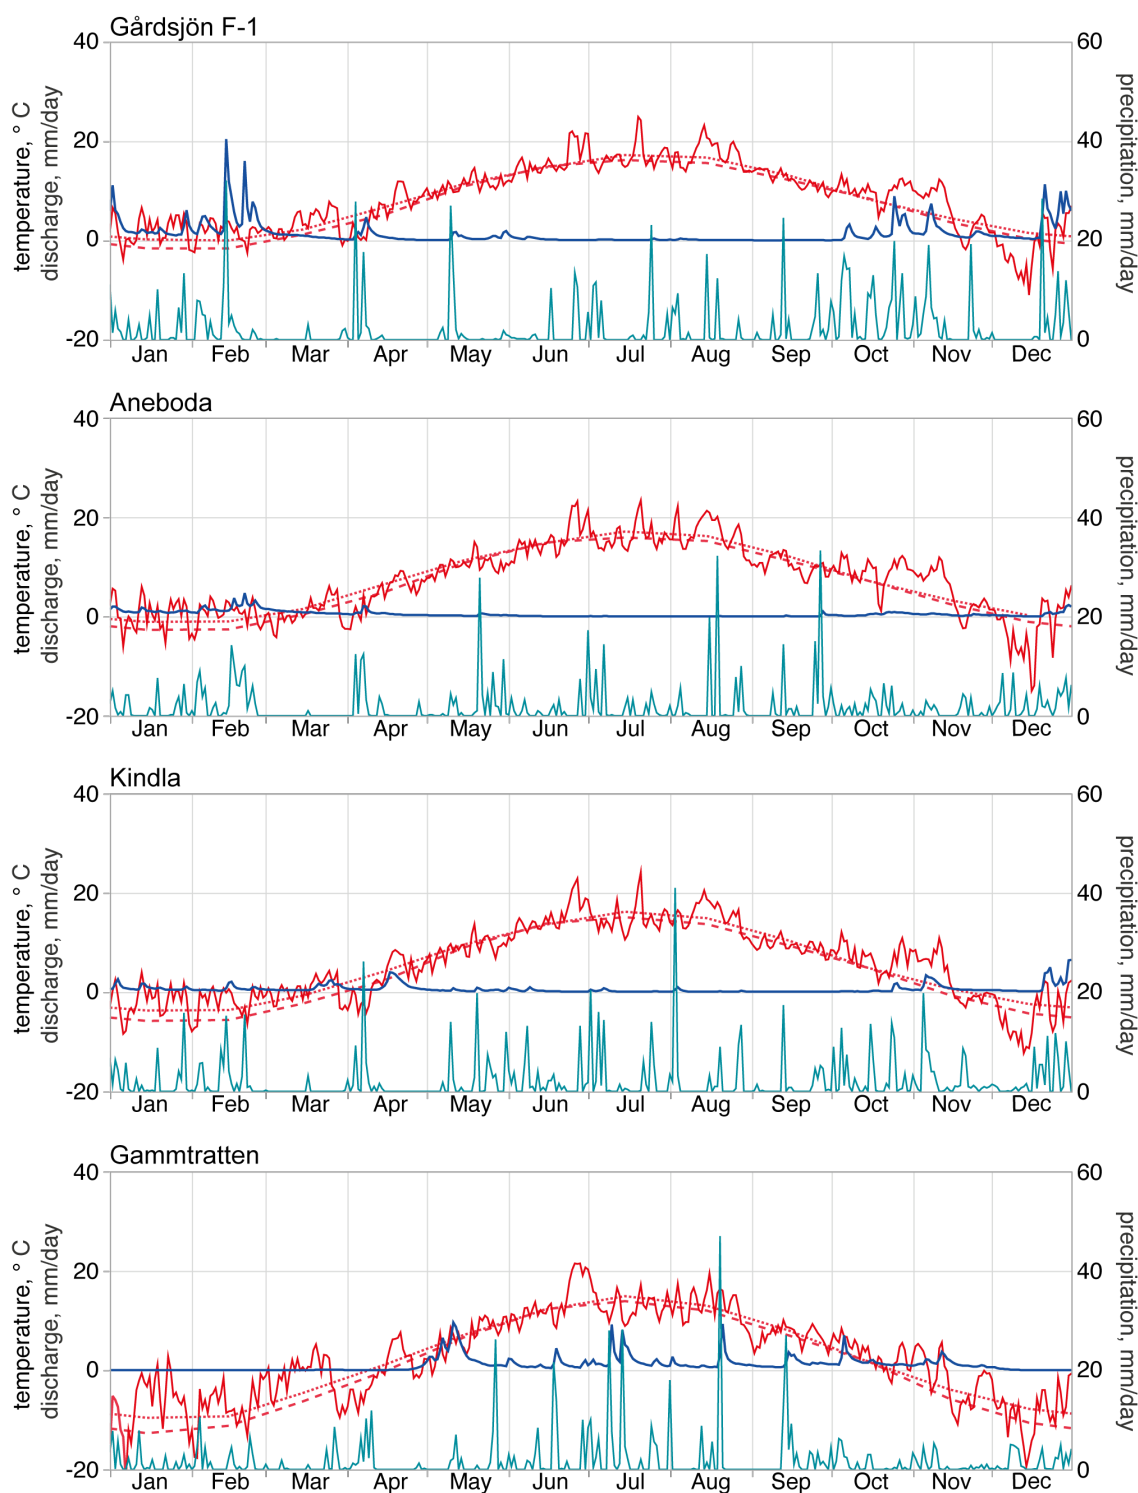 Gårdsjön F-1
40
20
0
-20
60
40
20
0
temperature, ° C
discharge, mm/day
precipitation, mm/day
Jan Feb Mar Apr May Jun Jul Aug Sep Oct Nov Dec
Aneboda
40
20
0
-20
60
40
20
0
temperature, ° C
discharge, mm/day
precipitation, mm/day
Jan Feb Mar Apr May Jun Jul Aug Sep Oct Nov Dec
Kindla
40
20
0
-20
60
40
20
0
temperature, ° C
discharge, mm/day
precipitation, mm/day
Jan Feb Mar Apr May Jun Jul Aug Sep Oct Nov Dec
Gammtratten
40
20
0
-20
60
40
20
0
temperature, ° C
discharge, mm/day
precipitation, mm/day
Jan Feb Mar Apr May Jun Jul Aug Sep Oct Nov Dec